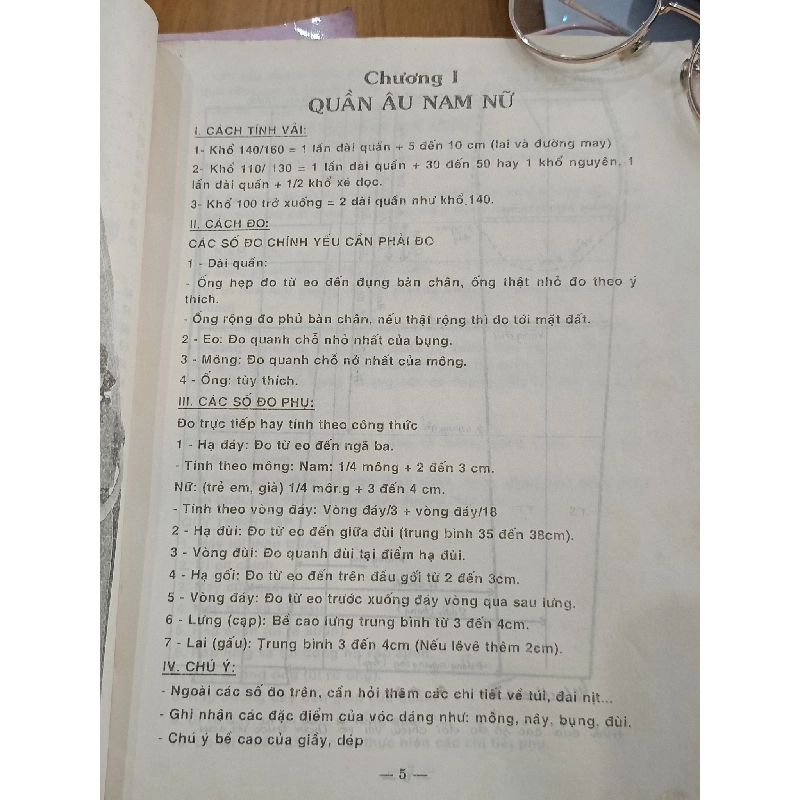 Chương I
QUẦN ÂU NAM NỮ
I. CÁCH TÍNH VẢI:
1- Khổ 140/160 = 1 lần dài quần + 5 đến 10 cm (lai và đường may)
2- Khổ 110/ 130 = 1 lần dài quần + 30 đến 50 hay 1 khổ nguyên, 1
lần dài quần + 1/2 khổ xé dọc.
3- Khổ 100 trở xuống = 2 dài quần như khổ 140.
II. CÁCH ĐO:
CÁC SỐ ĐO CHÍNH YẾU CẦN PHẢI ĐO
1 - Dài quần:
- Ống hẹp đo từ eo đến đụng bàn chân, ống thật nhỏ đo theo ý
thích.
- Ống rộng đo phủ bàn chân, nếu thật rộng thì đo tới mặt đất.
2 - Eo: Đo quanh chỗ nhỏ nhất của bụng.
3 - Mông: Đo quanh chỗ nở nhất của mông.
4 - Ống: tùy thích.
III. CÁC SỐ ĐO PHỤ:
Đo trực tiếp hay tính theo công thức
1 - Hạ đáy: Đo từ eo đến ngã ba.
- Tính theo mông: Nam: 1/4 mông + 2 đến 3 cm.
Nữ: (trẻ em, già) 1/4 mông + 3 đến 4 cm.
- Tính theo vòng đáy: Vòng đáy/3 + vòng đáy/18
2 - Hạ đùi: Đo từ eo đến giữa đùi (trung bình 35 đến 38cm).
3 - Vòng đùi: Đo quanh đùi tại điểm hạ đùi.
4 - Hạ gối: Đo từ eo đến trên đầu gối từ 2 đến 3cm.
5 - Vòng đáy: Đo từ eo trước xuống đáy vòng qua sau lưng.
6 - Lưng (cạp): Bề cao lưng trung bình từ 3 đến 4cm.
7 - Lai (gấu): Trung bình 3 đến 4cm (Nếu lêvê thêm 2cm).
IV. CHÚ Ý:
- Ngoài các số đo trên, cần hỏi thêm các chi tiết về túi, đai nịt...
- Ghi nhận các đặc điểm của vóc dáng như: mông, nảy, bụng, đùi.
- Chú ý bề cao của giầy, dép
— 5 —